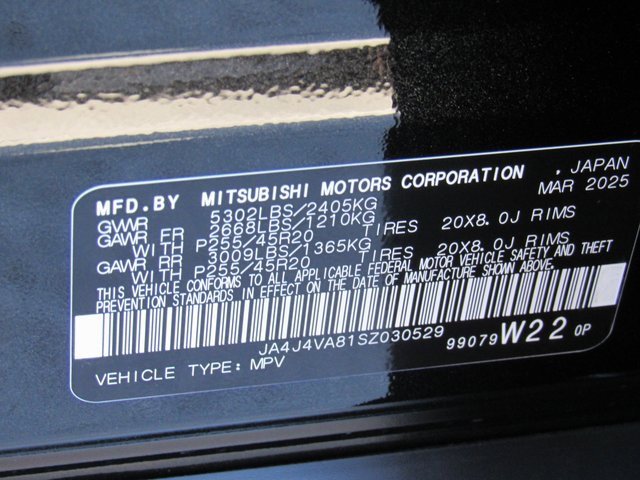 MFD.BY MITSUBISHI MOTORS CORPORATION , JAPAN
MAR 2025
GVWR 5302LBS/2405KG
GAWR FR 2668LBS/1210KG
WITH P255/45R20 TIRES 20X8.0J RIMS
GAWR RR 3009LBS/1365KG
WITH P255/45R20 TIRES 20X8.0J RIMS
THIS VEHICLE CONFORMS TO ALL APPLICABLE FEDERAL MOTOR VEHICLE SAFETY AND THEFT
PREVENTION STANDARDS IN EFFECT ON THE DATE OF MANUFACTURE SHOWN ABOVE.
JA4J4VA81SZ030529 99079 W22 0P
VEHICLE TYPE: MPV